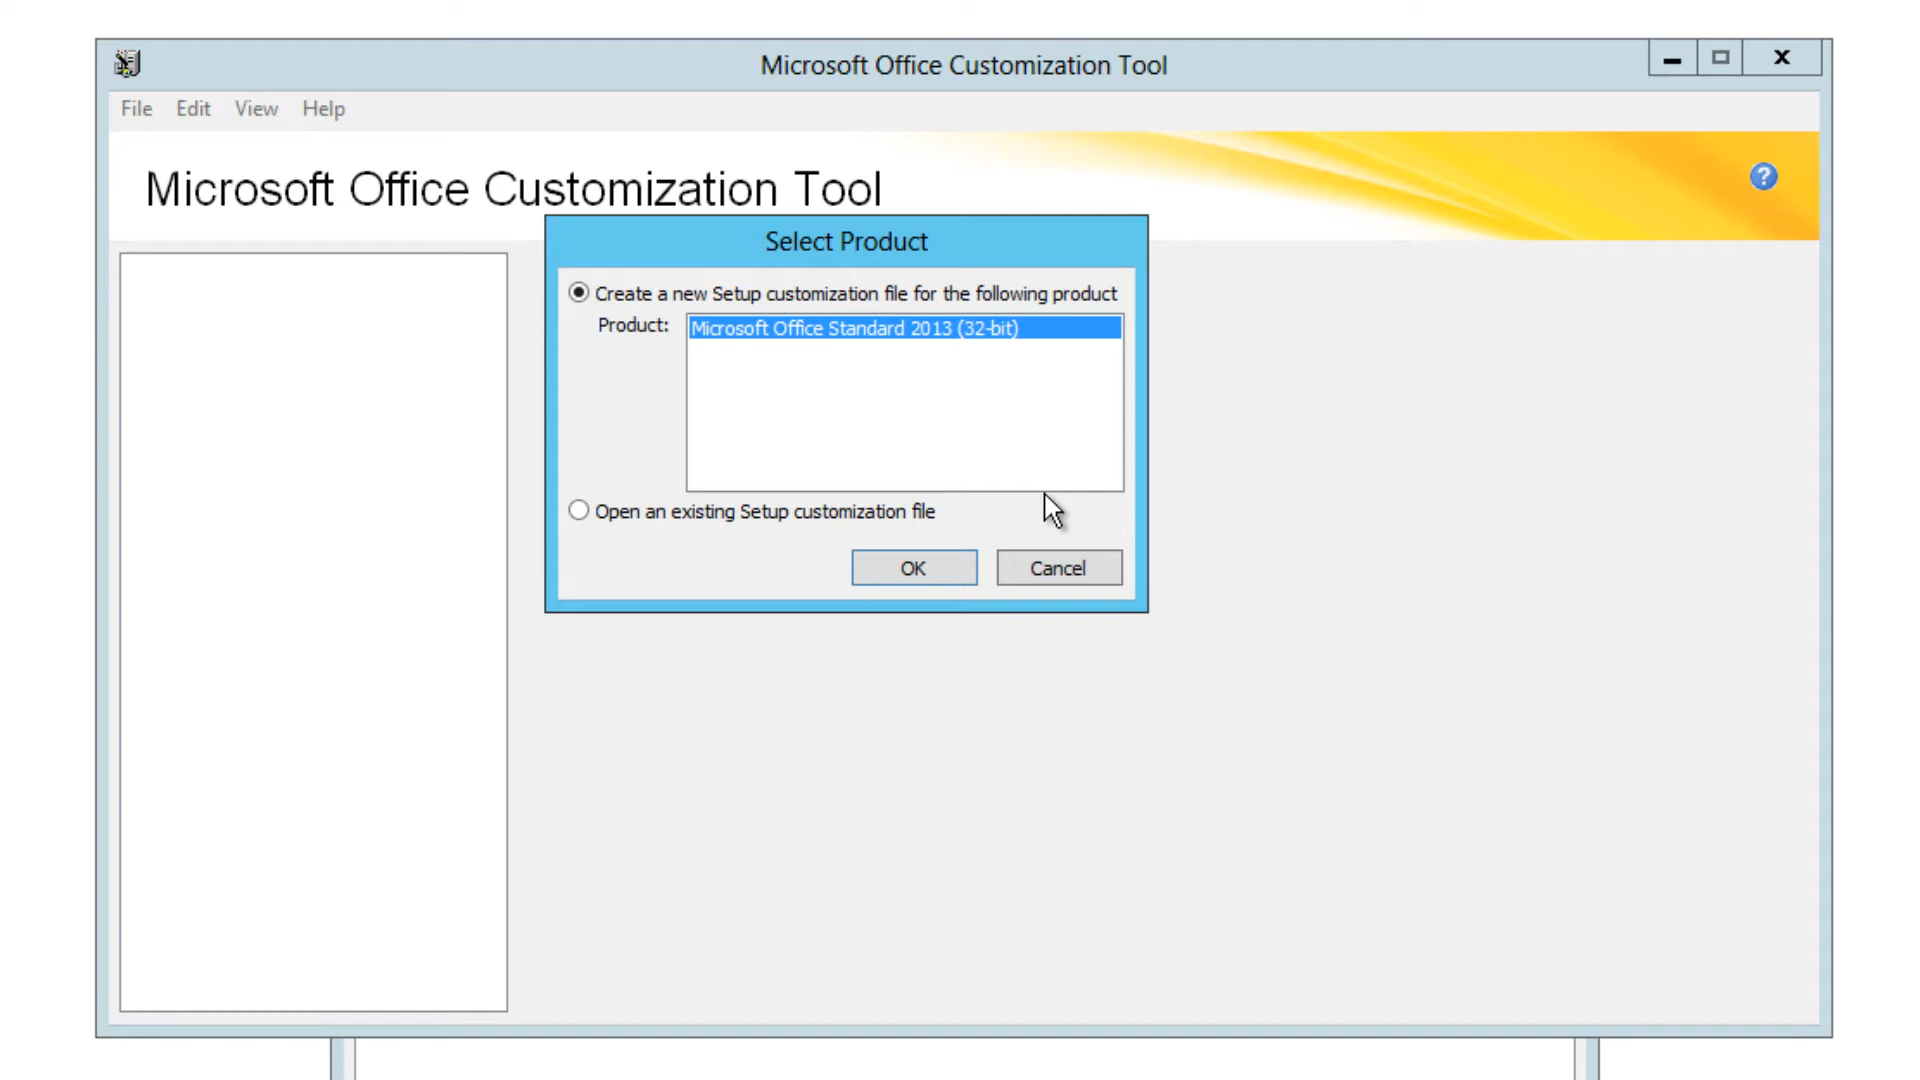 Microsoft Office Customization Tool
File Edit View Help
Microsoft Office Customization Tool
?
Select Product
Create a new Setup customization file for the following product
Product: Microsoft Office Standard 2013 (32-bit)
Open an existing Setup customization file
OK Cancel